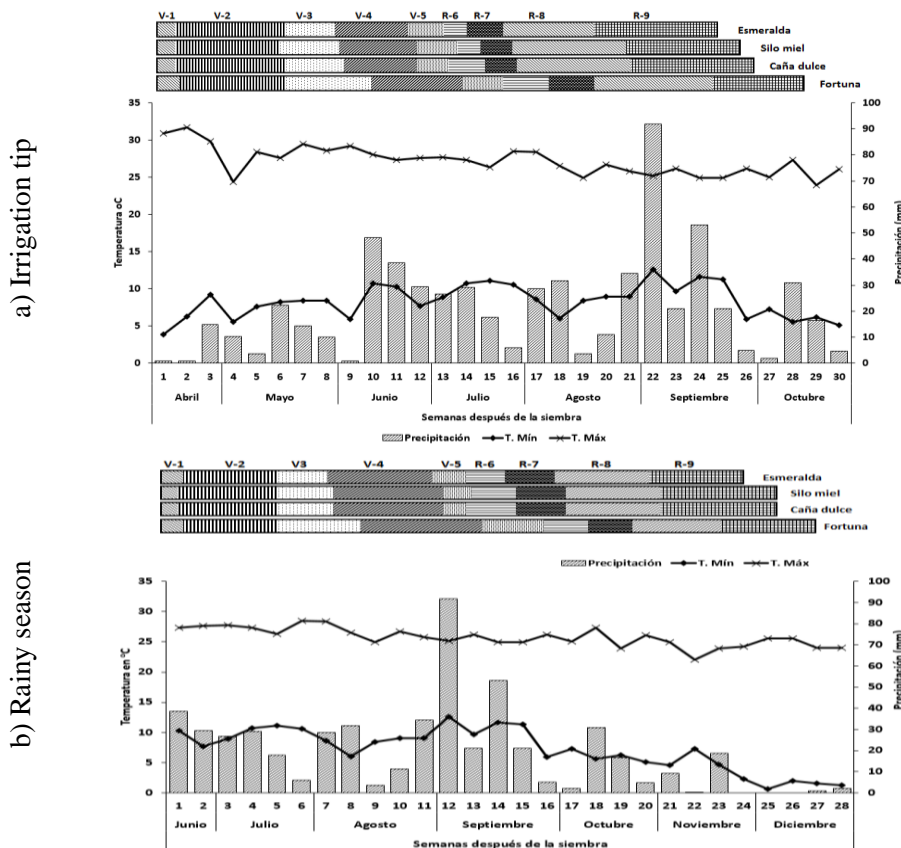 V-1 V-2 V-3 V-4 V-5 R-6 R-7 R-8 R-9
Esmeralda
Silo miel
Caña dulce
Fortuna
a) Irrigation tip
Temperatura oC
35
30
25
20
15
10
5
0
Precipitación (mm)
100
90
80
70
60
50
40
30
20
10
0
1 2 3 4 5 6 7 8 9 10 11 12 13 14 15 16 17 18 19 20 21 22 23 24 25 26 27 28 29 30
Abril Mayo Junio Julio Agosto Septiembre Octubre
Semanas después de la siembra
Precipitación T. Mín T. Máx
V-1 V-2 V3 V-4 V-5 R-6 R-7 R-8 R-9
Esmeralda
Silo miel
Caña dulce
Fortuna
Precipitación T. Mín T. Máx
b) Rainy season
Temperatura en ºC
35
30
25
20
15
10
5
0
Precipitación (mm)
100
90
80
70
60
50
40
30
20
10
0
1 2 3 4 5 6 7 8 9 10 11 12 13 14 15 16 17 18 19 20 21 22 23 24 25 26 27 28
Junio Julio Agosto Septiembre Octubre Noviembre Diciembre
Semanas después de la siembra